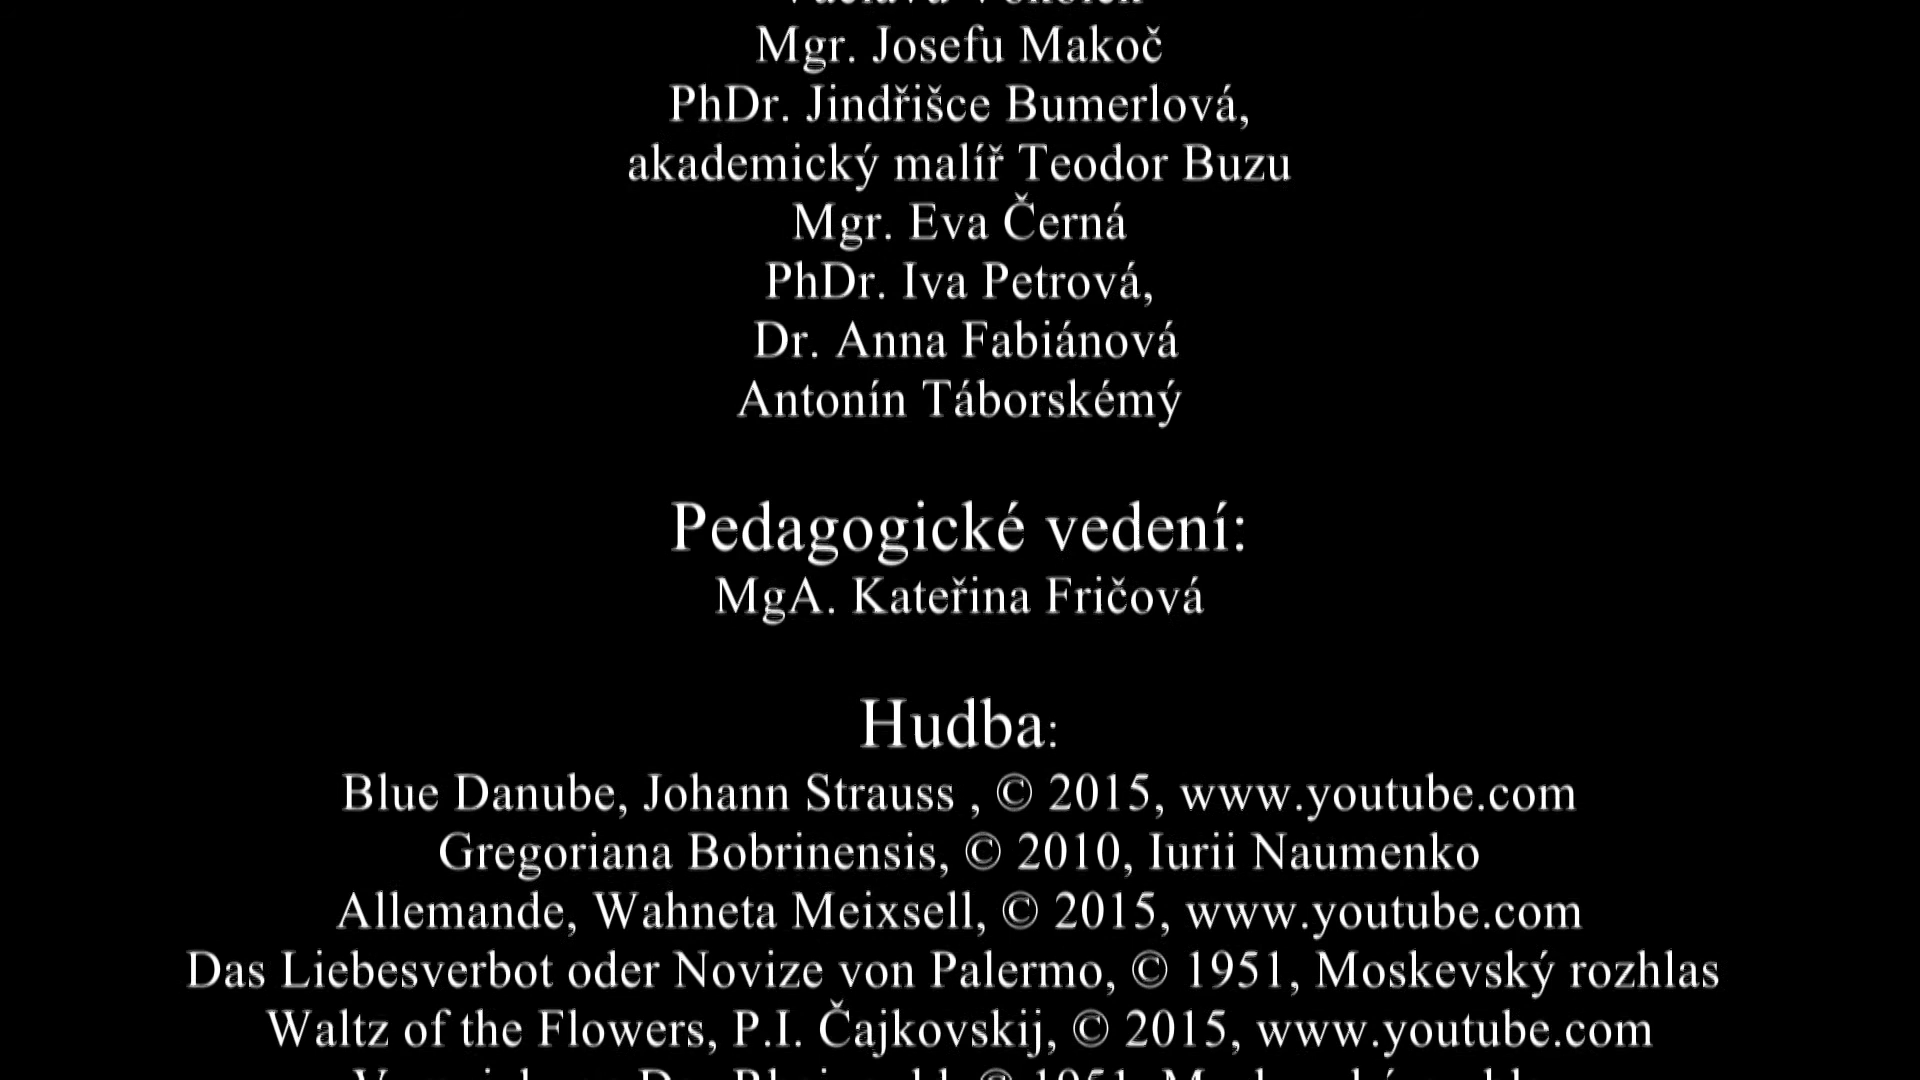 Mgr. Josefu Makoč
PhDr. Jindřišce Bumerlová,
akademický malíř Teodor Buzu
Mgr. Eva Černá
PhDr. Iva Petrová,
Dr. Anna Fabiánová
Antonín Táborskémý
Pedagogické vedení:
MgA. Kateřina Fričová
Hudba:
Blue Danube, Johann Strauss , © 2015, www.youtube.com
Gregoriana Bobrinensis, © 2010, Iurii Naumenko
Allemande, Wahneta Meixsell, © 2015, www.youtube.com
Das Liebesverbot oder Novize von Palermo, © 1951, Moskevský rozhlas
Waltz of the Flowers, P.I. Čajkovskij, © 2015, www.youtube.com